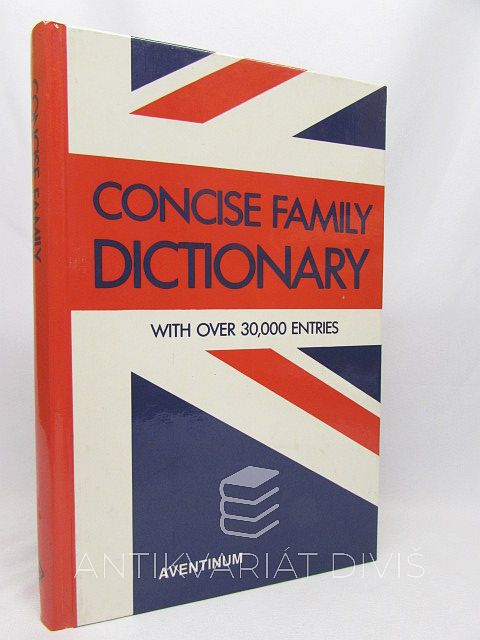 CONCISE FAMILY
CONCISE FAMILY
DICTIONARY
WITH OVER 30,000 ENTRIES
AVENTINUM
ANTIKVARIÁT DIVIŠ